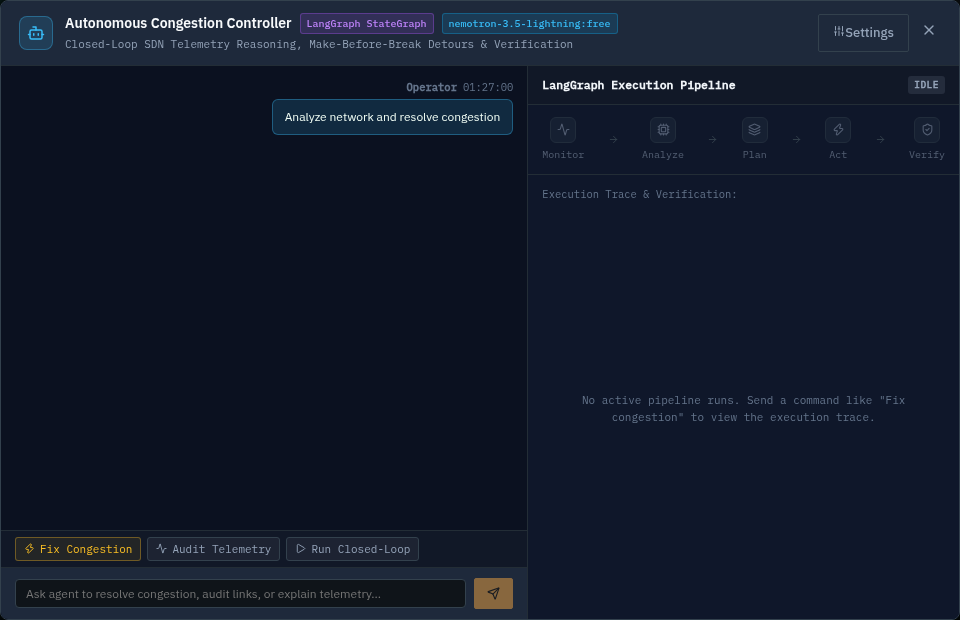 Autonomous Congestion Controller LangGraph StateGraph nemotron-3.5-lightning:free
Closed-Loop SDN Telemetry Reasoning, Make-Before-Break Detours & Verification
Settings
Operator 01:27:00
Analyze network and resolve congestion
Fix Congestion Audit Telemetry Run Closed-Loop
Ask agent to resolve congestion, audit links, or explain telemetry...
LangGraph Execution Pipeline IDLE
Monitor Analyze Plan Act Verify
Execution Trace & Verification:
No active pipeline runs. Send a command like "Fix
congestion" to view the execution trace.